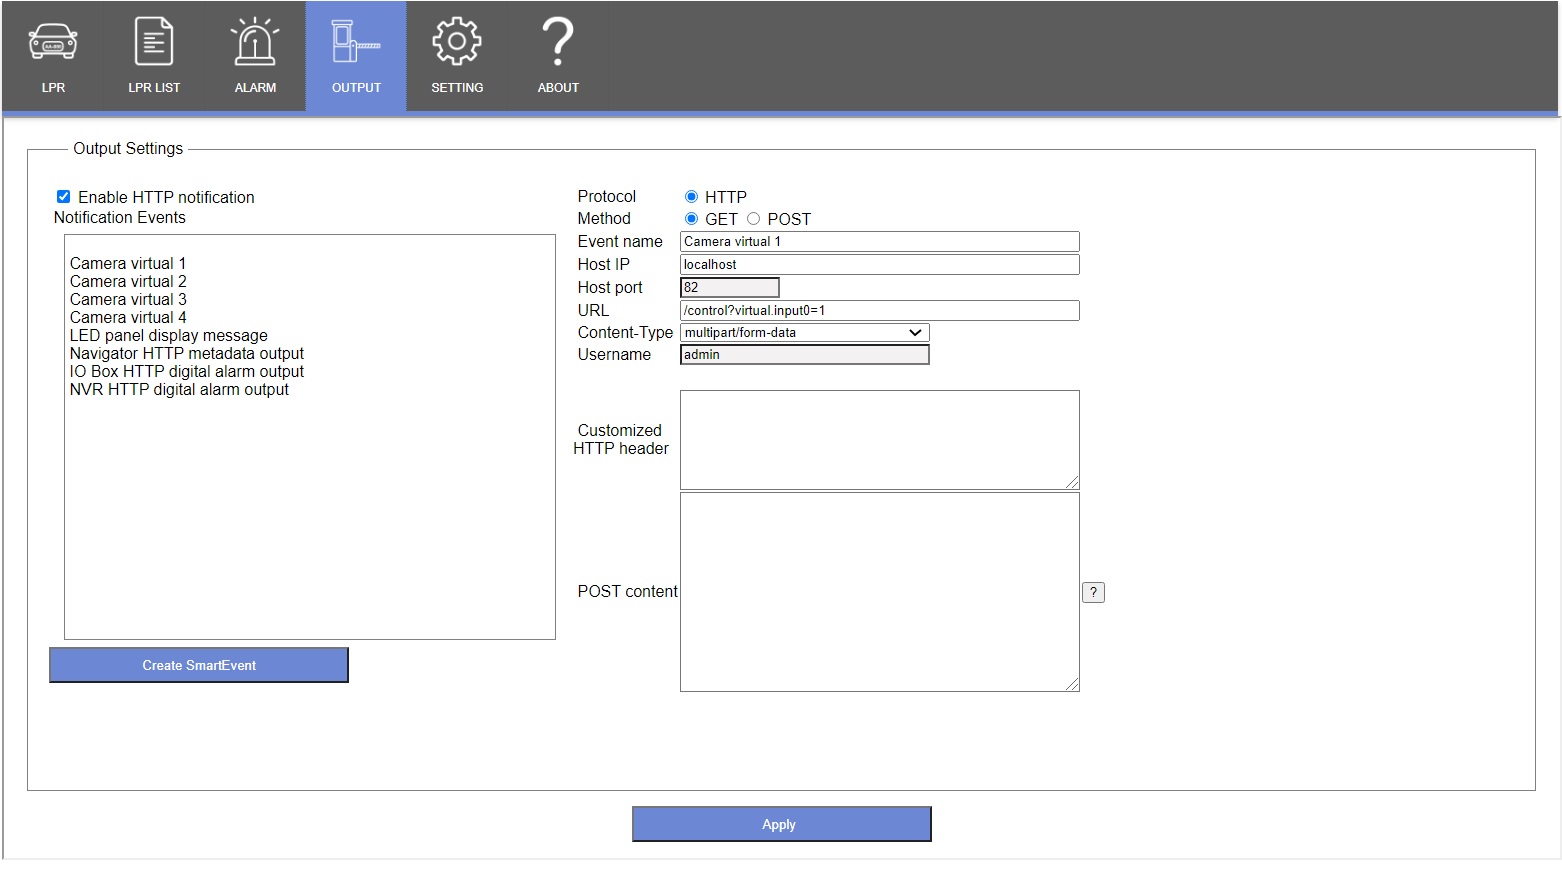 AA-899
LPR
LPR LIST
ALARM
OUTPUT
SETTING
ABOUT
Output Settings
Enable HTTP notification
Notification Events
Camera virtual 1
Camera virtual 2
Camera virtual 3
Camera virtual 4
LED panel display message
Navigator HTTP metadata output
IO Box HTTP digital alarm output
NVR HTTP digital alarm output
Create SmartEvent
Protocol HTTP
Method GET POST
Event name Camera virtual 1
Host IP localhost
Host port 82
URL /control?virtual.input0=1
Content-Type multipart/form-data
Username admin
Customized
HTTP header
POST content ?
Apply